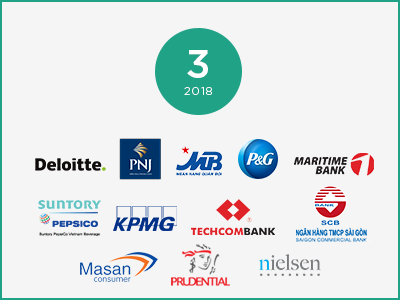 3
2018
Deloitte.
PNJ
MB
NGÂN HÀNG QUÂN ĐỘI
P&G
MARITIME
BANK
SUNTORY
PEPSICO
Suntory PepsiCo Vietnam Beverage
KPMG
TECHCOMBANK
BANK
SCB
NGÂN HÀNG TMCP SÀI GÒN
SAIGON COMMERCIAL BANK
Masan
consumer
PRUDENTIAL
nielsen